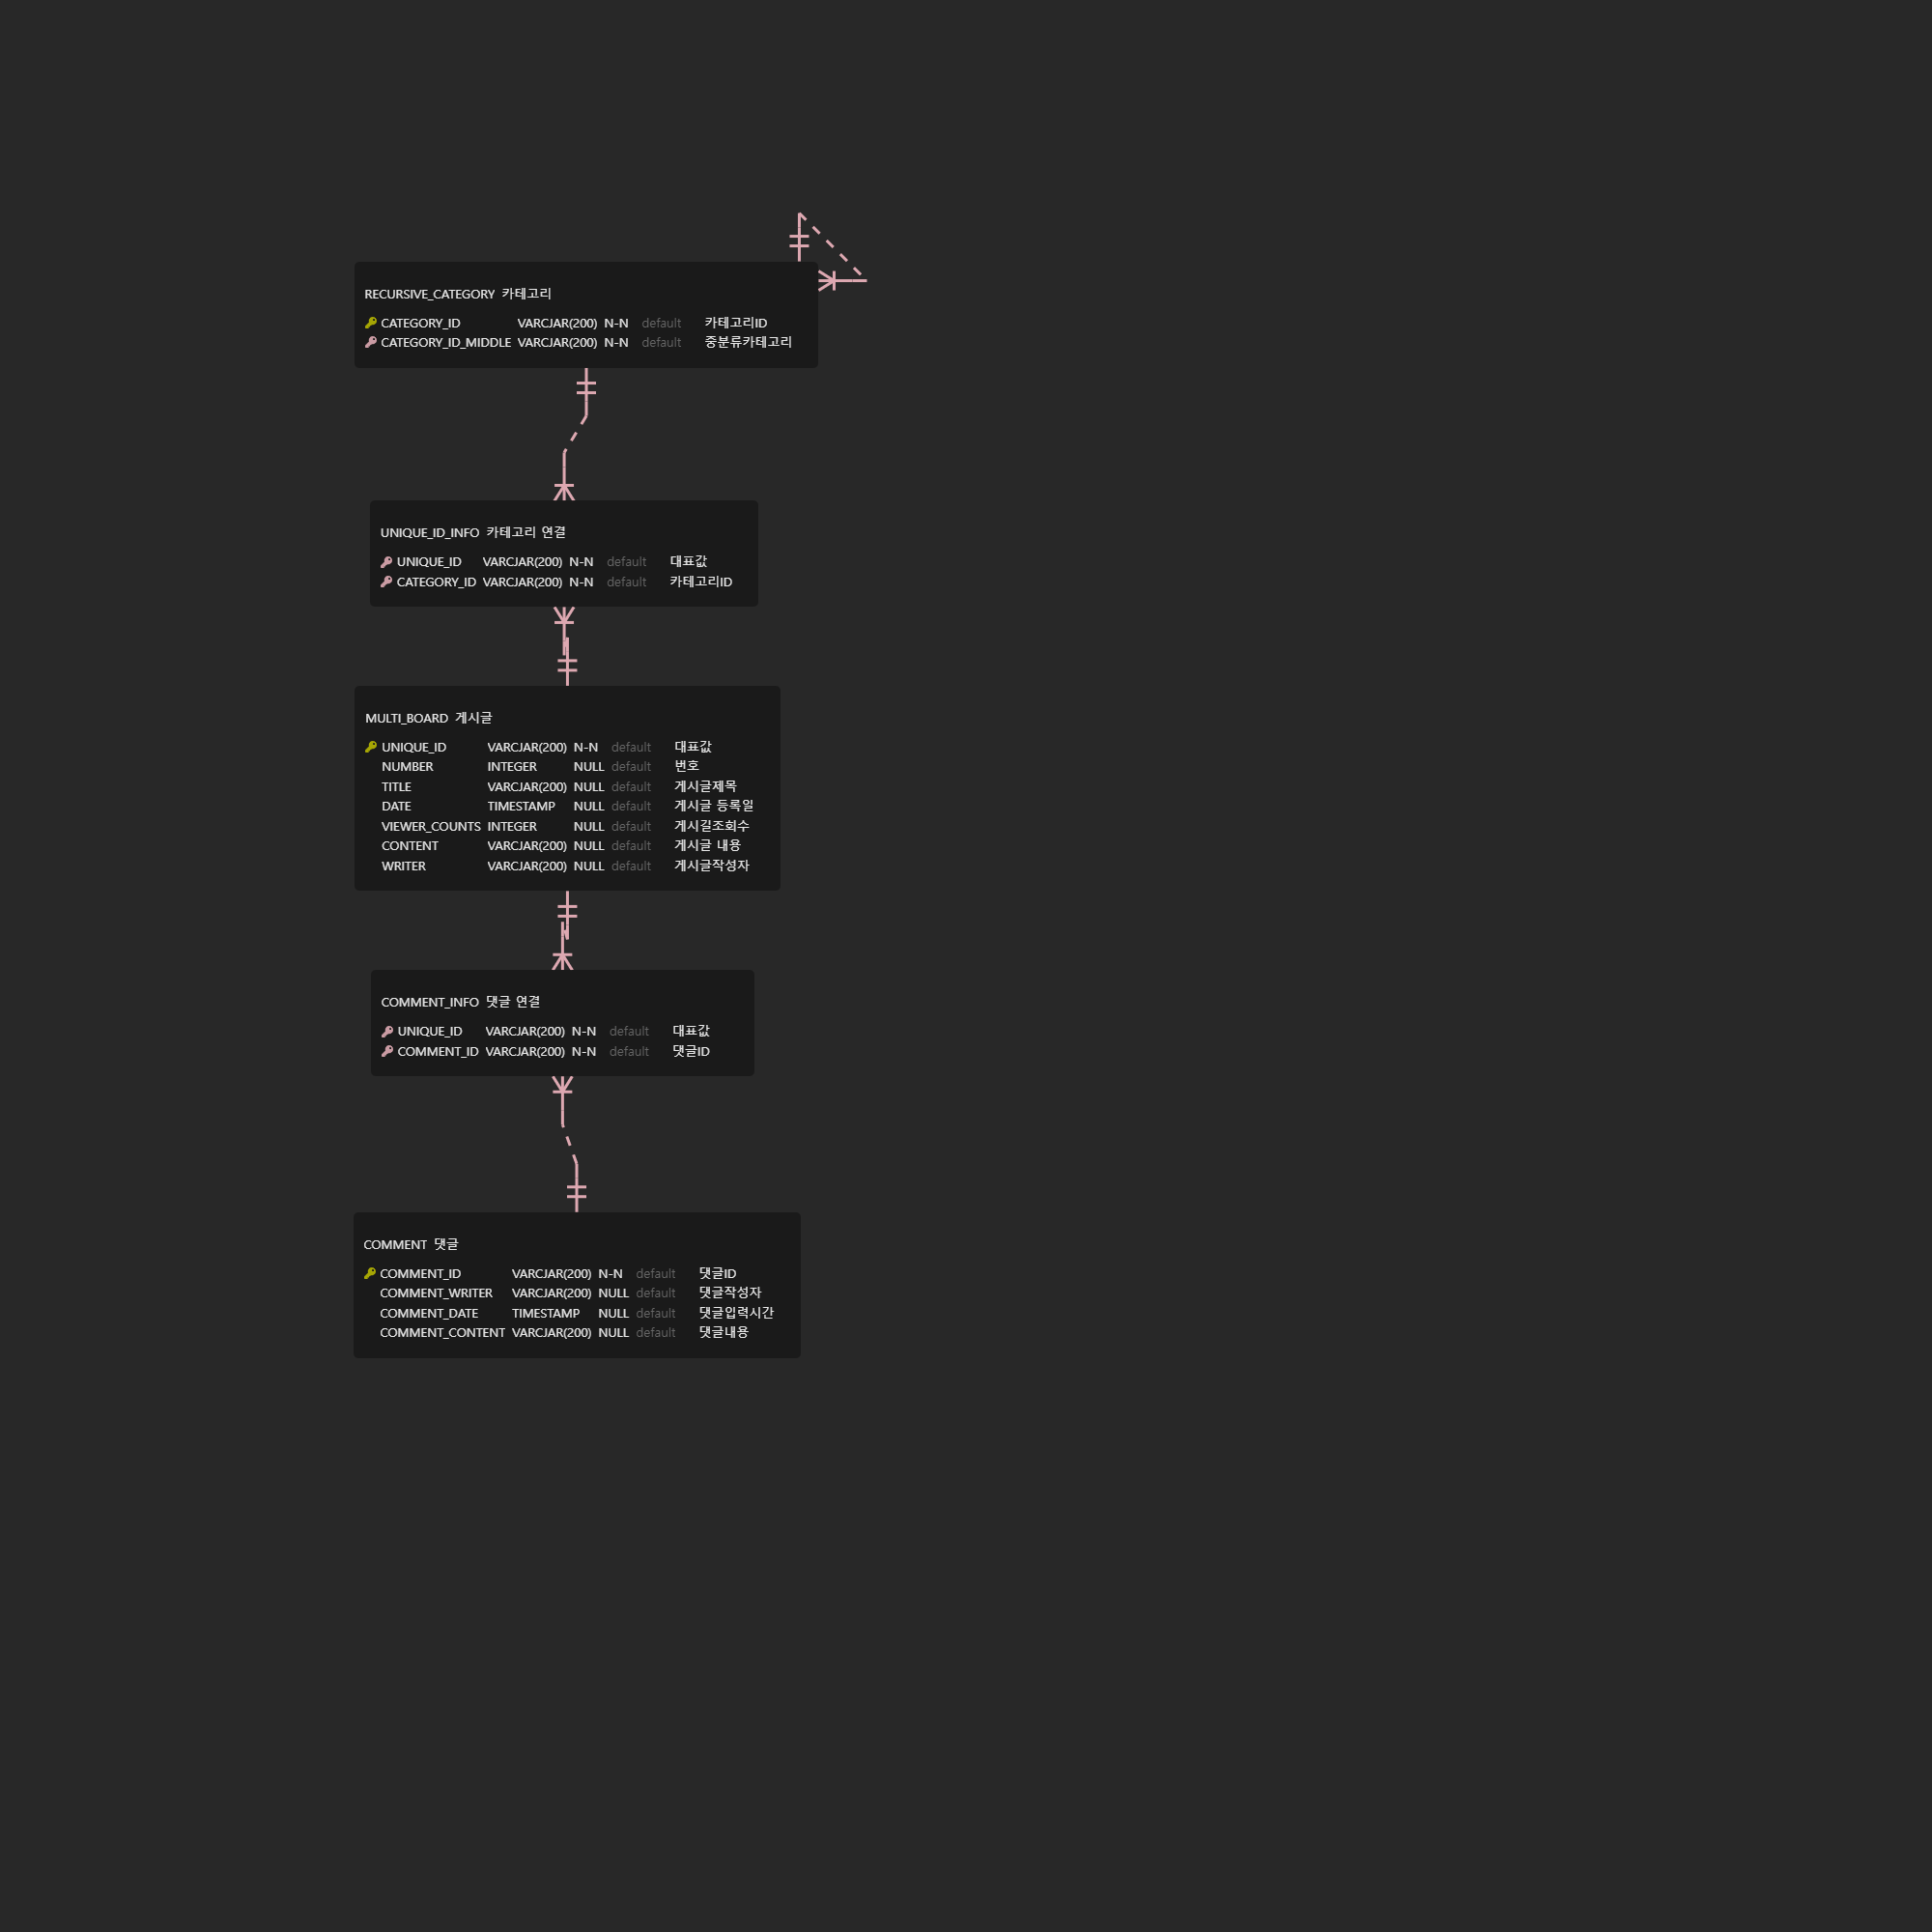 RECURSIVE_CATEGORY 카테고리
CATEGORY_ID VARCJAR(200) N-N default 카테고리ID
CATEGORY_ID_MIDDLE VARCJAR(200) N-N default 중분류카테고리
UNIQUE_ID_INFO 카테고리 연결
UNIQUE_ID VARCJAR(200) N-N default 대표값
CATEGORY_ID VARCJAR(200) N-N default 카테고리ID
MULTI_BOARD 게시글
UNIQUE_ID VARCJAR(200) N-N default 대표값
NUMBER INTEGER NULL default 번호
TITLE VARCJAR(200) NULL default 게시글제목
DATE TIMESTAMP NULL default 게시글 등록일
VIEWER_COUNTS INTEGER NULL default 게시길조회수
CONTENT VARCJAR(200) NULL default 게시글 내용
WRITER VARCJAR(200) NULL default 게시글작성자
COMMENT_INFO 댓글 연결
UNIQUE_ID VARCJAR(200) N-N default 대표값
COMMENT_ID VARCJAR(200) N-N default 댓글ID
COMMENT 댓글
COMMENT_ID VARCJAR(200) N-N default 댓글ID
COMMENT_WRITER VARCJAR(200) NULL default 댓글작성자
COMMENT_DATE TIMESTAMP NULL default 댓글입력시간
COMMENT_CONTENT VARCJAR(200) NULL default 댓글내용